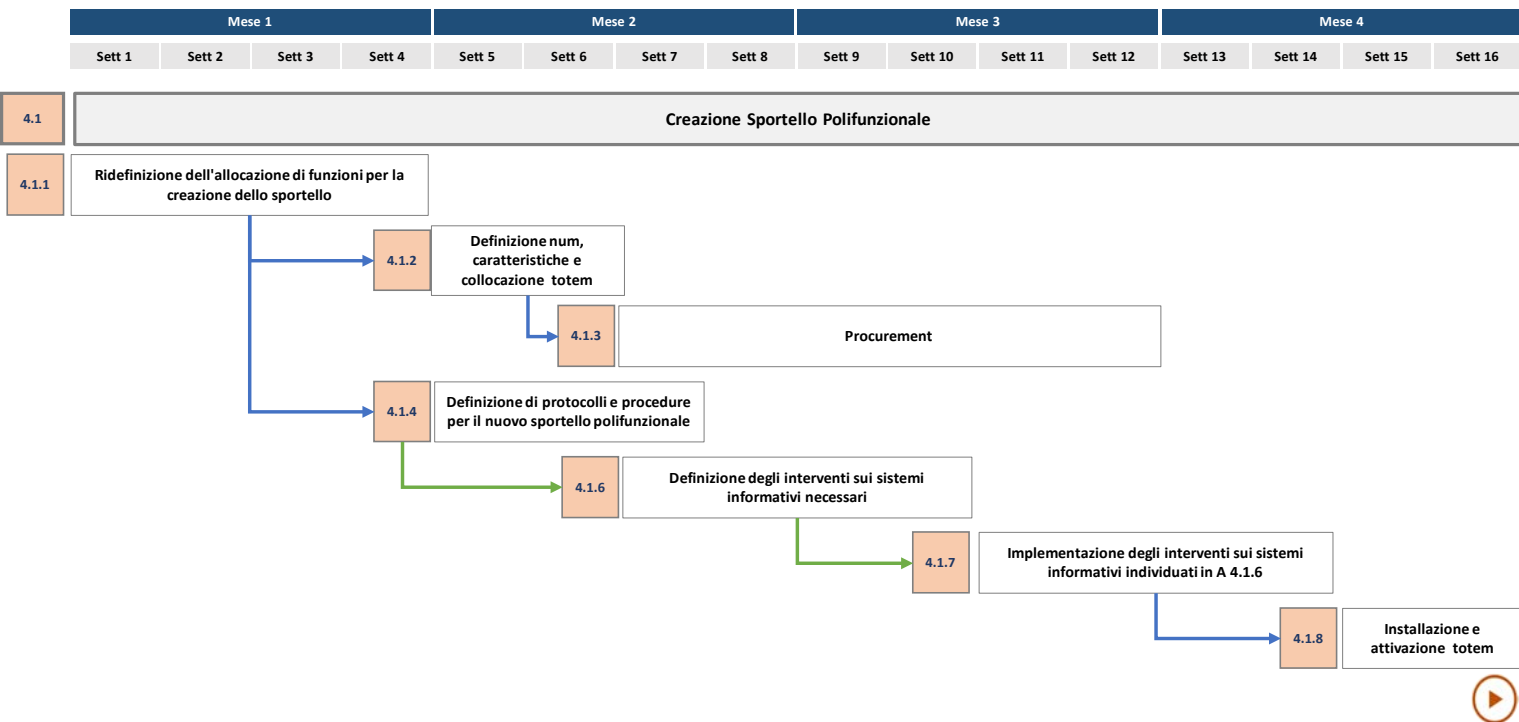 Mese 1 Mese 2 Mese 3 Mese 4
Sett 1 Sett 2 Sett 3 Sett 4 Sett 5 Sett 6 Sett 7 Sett 8 Sett 9 Sett 10 Sett 11 Sett 12 Sett 13 Sett 14 Sett 15 Sett 16
4.1 Creazione Sportello Polifunzionale
4.1.1
Ridefinizione dell'allocazione di funzioni per la
creazione dello sportello
4.1.2
Definizione num,
caratteristiche e
collocazione totem
4.1.3 Procurement
4.1.4
Definizione di protocolli e procedure
per il nuovo sportello polifunzionale
4.1.6
Definizione degli interventi sui sistemi
informativi necessari
4.1.7
Implementazione degli interventi sui sistemi
informativi individuati in A 4.1.6
4.1.8
Installazione e
attivazione totem